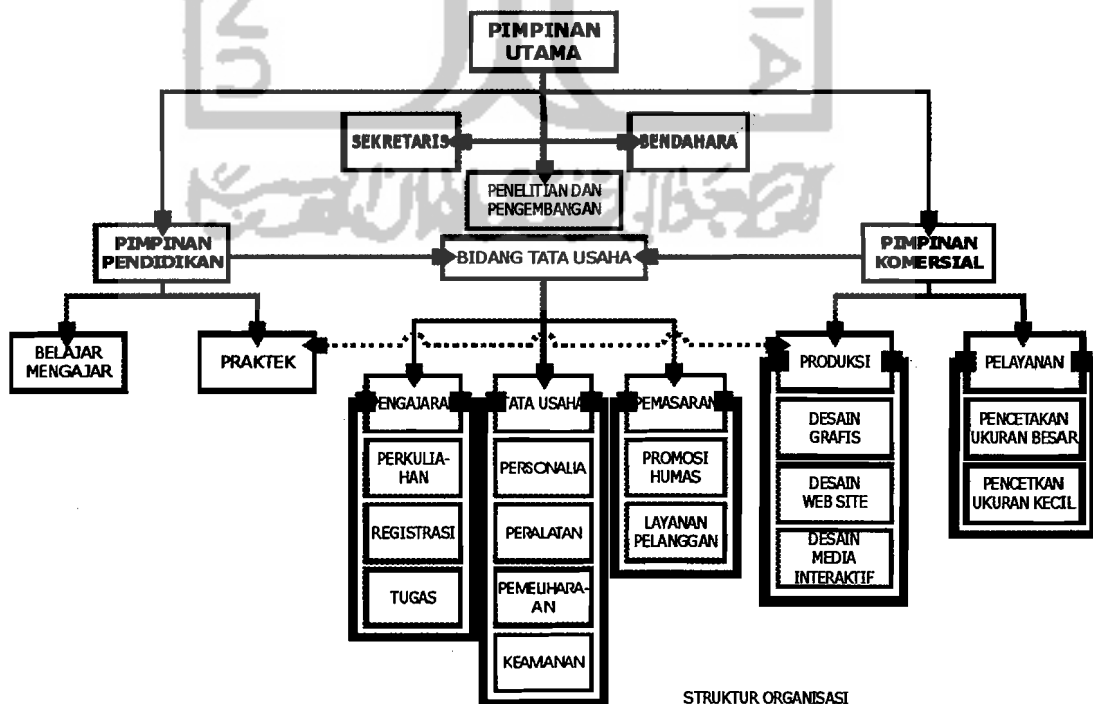 PIMPINAN
UTAMA
SEKRETARIS
BENDAHARA
PENELITIAN DAN
PENGEMBANGAN
PIMPINAN
PENDIDIKAN
BIDANG TATA USAHA
PIMPINAN
KOMERSIAL
BELAJAR
MENGAJAR
PRAKTEK
PRODUKSI
PELAYANAN
PENGAJARAN
TATA USAHA
PEMASARAN
DESAIN
GRAFIS
PENCETAKAN
UKURAN BESAR
PERKULIA-
HAN
PERSONALIA
PROMOSI
HUMAS
DESAIN
WEB SITE
PENCETKAN
UKURAN KECIL
REGISTRASI
PERALATAN
LAYANAN
PELANGGAN
DESAIN
MEDIA
INTERAKTIF
TUGAS
PEMELIHARA-
AN
KEAMANAN
STRUKTUR ORGANISASI